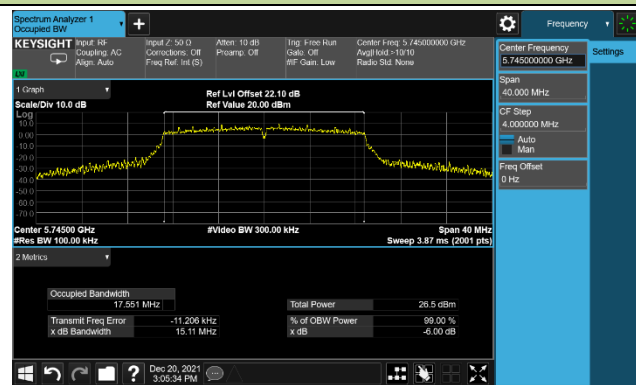 Spectrum Analyzer 1
Occupied BW
+
Frequency
KEYSIGHT
Input: RF
Coupling: AC
Align: Auto
Input Z: 50 Ω
Corrections: Off
Freq Ref: Int (S)
Atten: 10 dB
Preamp: Off
Trig: Free Run
Gate: Off
#IF Gain: Low
Center Freq: 5.745000000 GHz
Avg|Hold:>10/10
Radio Std: None
Center Frequency
5.745000000 GHz
Settings
Span
40.000 MHz
CF Step
4.000000 MHz
Auto
Man
Freq Offset
0 Hz
LV
1 Graph
Scale/Div 10.0 dB
Ref Lvl Offset 22.10 dB
Ref Value 20.00 dBm
Log
10.0
0.00
-10.0
-20.0
-30.0
-40.0
-50.0
-60.0
-70.0
Center 5.74500 GHz
#Res BW 100.00 kHz
#Video BW 300.00 kHz
Span 40 MHz
Sweep 3.87 ms (2001 pts)
2 Metrics
Occupied Bandwidth
17.551 MHz
Total Power 26.5 dBm
Transmit Freq Error -11.206 kHz
% of OBW Power 99.00 %
x dB Bandwidth 15.11 MHz
x dB -6.00 dB
?
Dec 20, 2021
3:05:34 PM